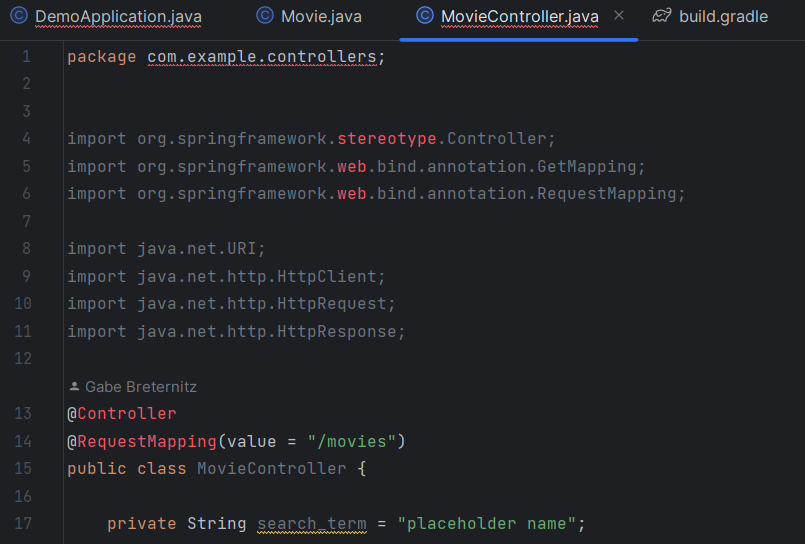 DemoApplication.java Movie.java MovieController.java build.gradle
1 package com.example.controllers;
2
3
4 import org.springframework.stereotype.Controller;
5 import org.springframework.web.bind.annotation.GetMapping;
6 import org.springframework.web.bind.annotation.RequestMapping;
7
8 import java.net.URI;
9 import java.net.http.HttpClient;
10 import java.net.http.HttpRequest;
11 import java.net.http.HttpResponse;
12
Gabe Breternitz
13 @Controller
14 @RequestMapping(value = "/movies")
15 public class MovieController {
16
17 private String search_term = "placeholder name";